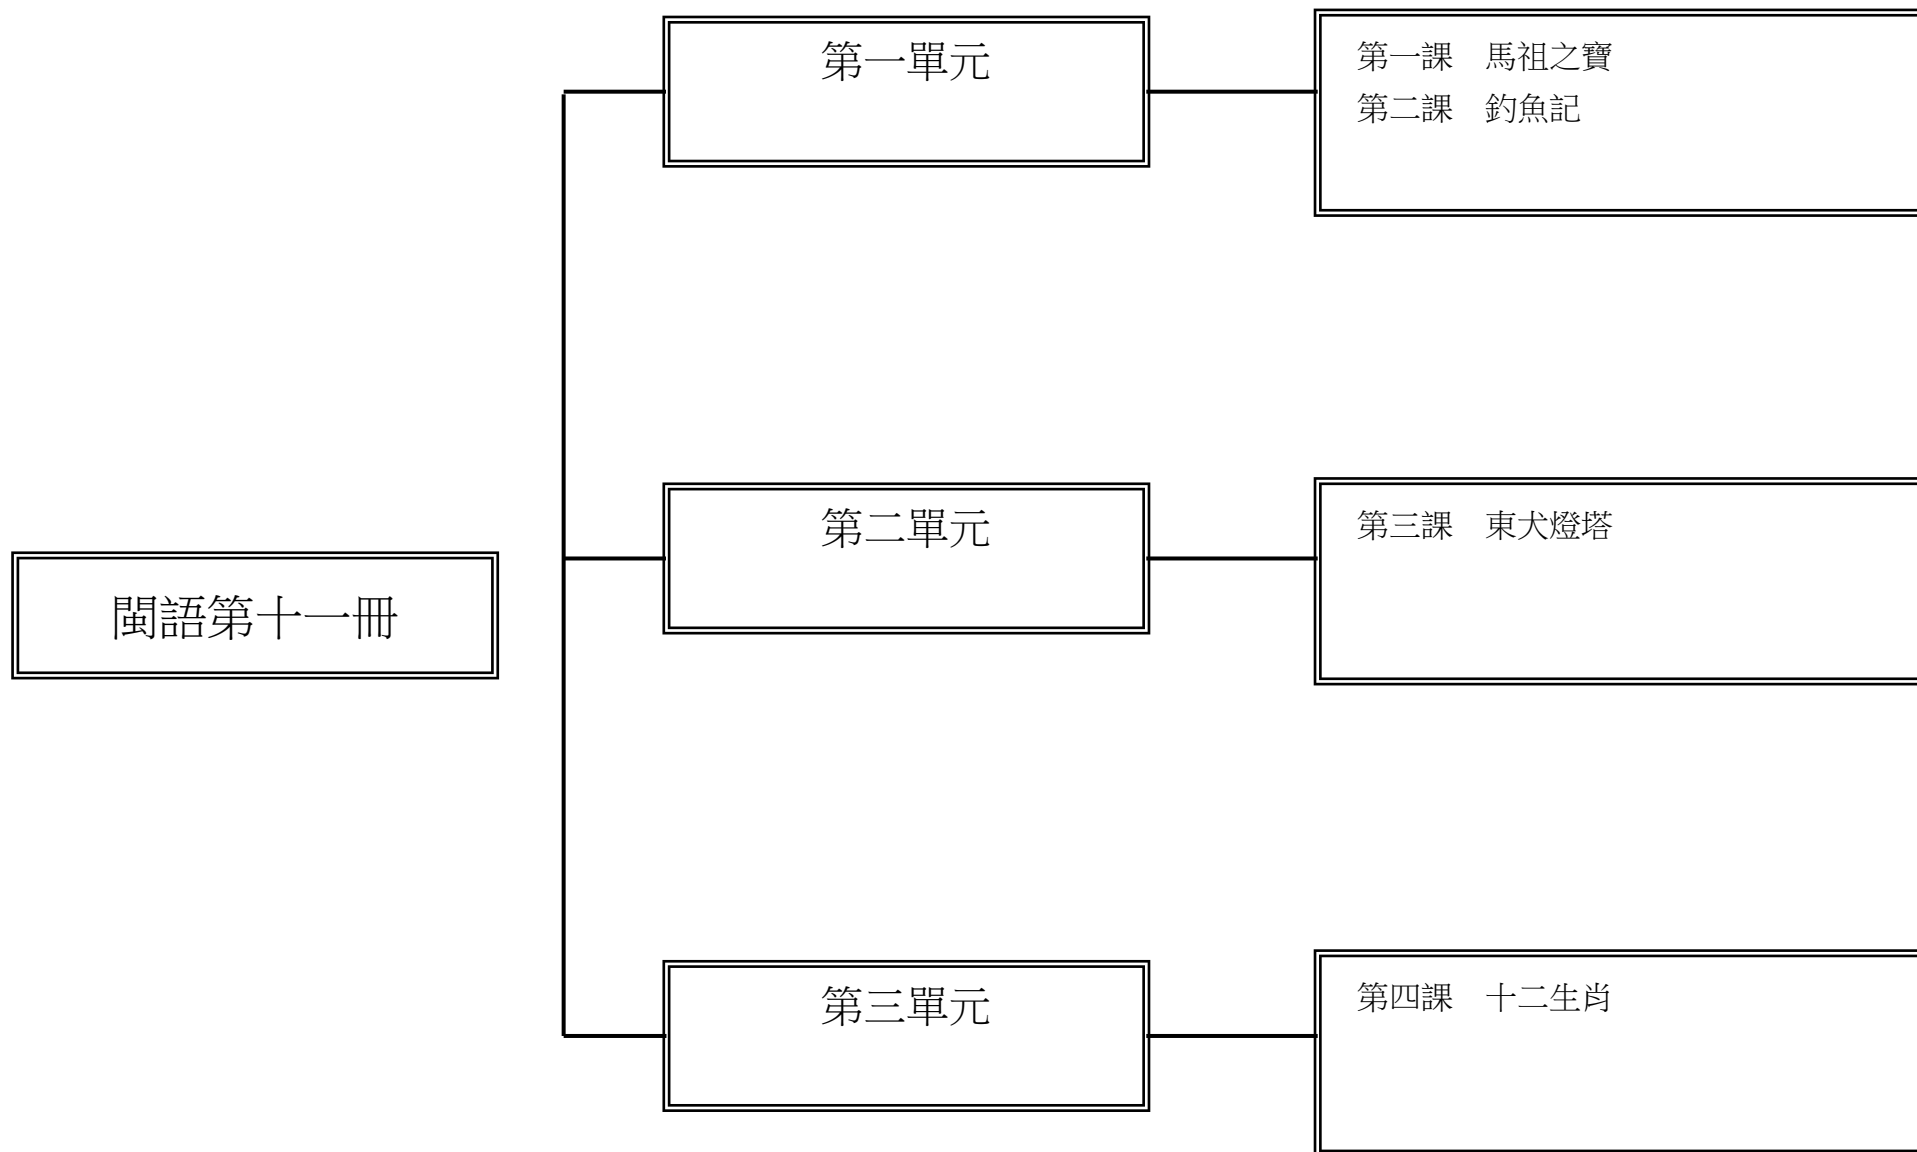 閩語第十一冊
第一單元
第一課　馬祖之寶
第二課　釣魚記
第二單元
第三課　東犬燈塔
第三單元
第四課　十二生肖